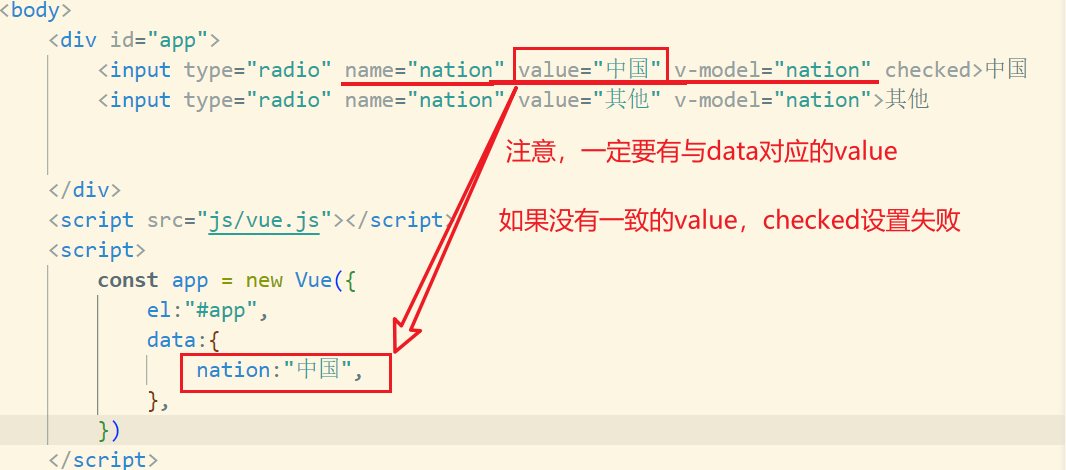 <body>
<div id="app">
<input type="radio" name="nation" value="中国" v-model="nation" checked>中国
<input type="radio" name="nation" value="其他" v-model="nation">其他
注意，一定要有与data对应的value
</div>
<script src="js/vue.js"></script>
如果没有一致的value，checked设置失败
<script>
const app = new Vue({
el:"#app",
data:{
nation:"中国",
},
})
</script>